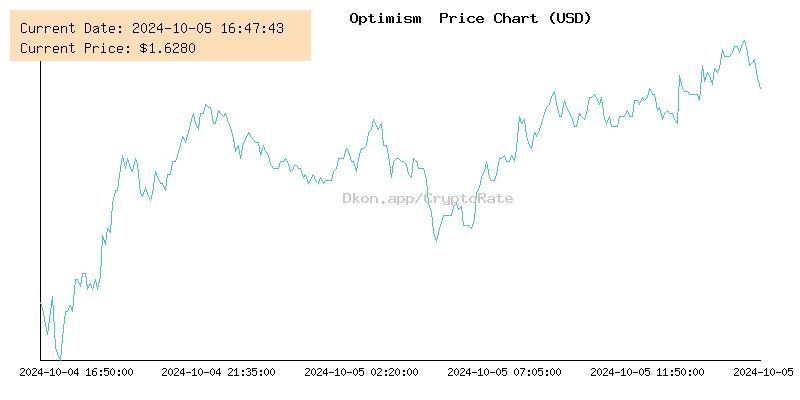 Optimism  Price Chart (USD)
Current Date: 2024-10-05 16:47:43
Current Price: $1.6280
Dkon.app/CryptoRate
2024-10-04 16:50:00 2024-10-04 21:35:00 2024-10-05 02:20:00 2024-10-05 07:05:00 2024-10-05 11:50:00 2024-10-05